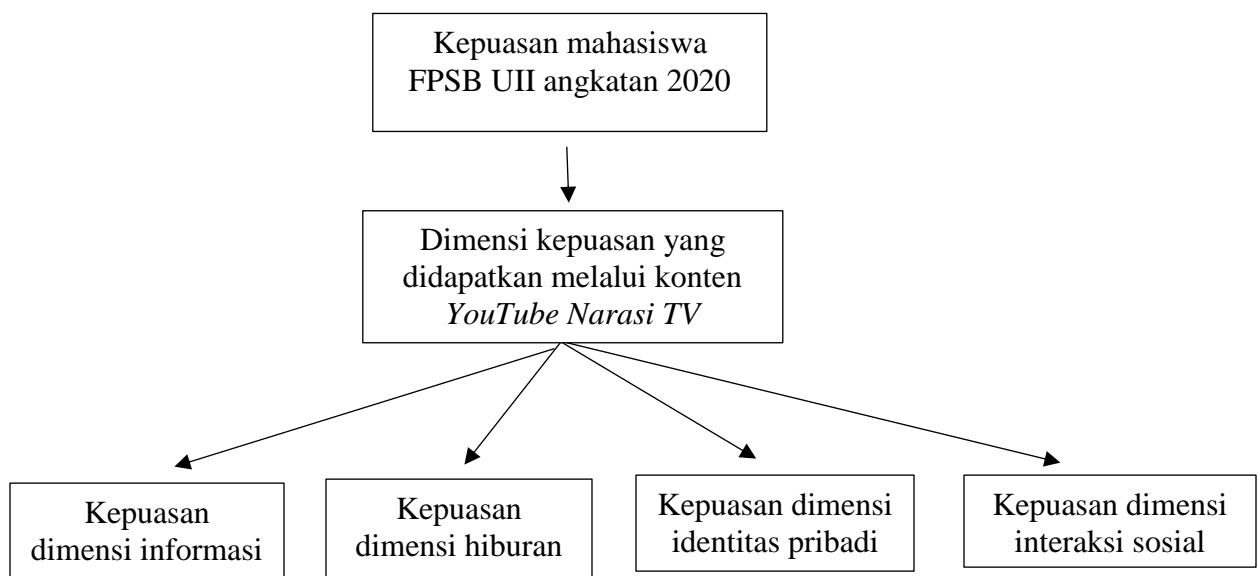 Kepuasan mahasiswa
FPSB UII angkatan 2020
Dimensi kepuasan yang
didapatkan melalui konten
YouTube Narasi TV
Kepuasan
dimensi informasi
Kepuasan
dimensi hiburan
Kepuasan dimensi
identitas pribadi
Kepuasan dimensi
interaksi sosial